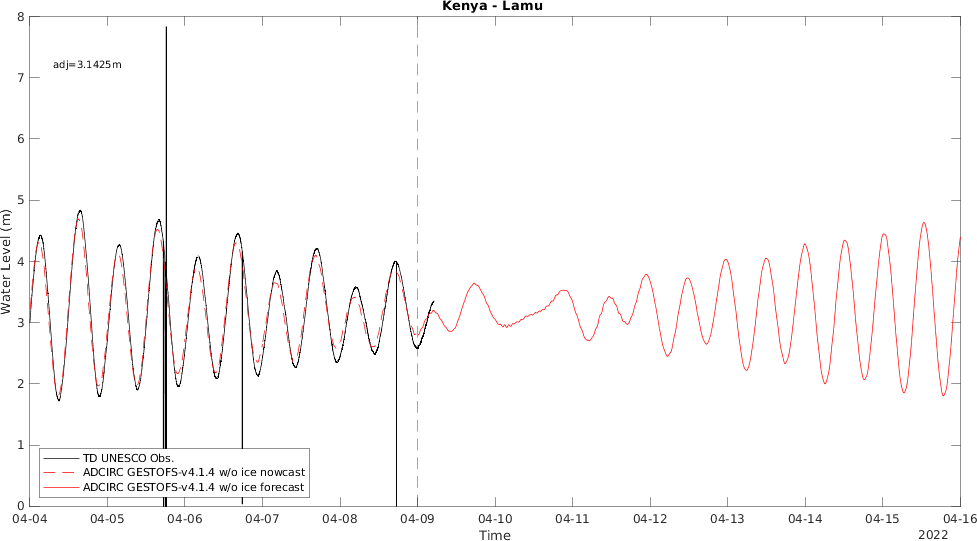 Kenya - Lamu
8
adj=3.1425m
7
6
5
4
3
2
1
0
Water Level (m)
TD UNESCO Obs.
ADCIRC GESTOFS-v4.1.4 w/o ice nowcast
ADCIRC GESTOFS-v4.1.4 w/o ice forecast
04-04 04-05 04-06 04-07 04-08 04-09 04-10 04-11 04-12 04-13 04-14 04-15 04-16
Time
2022